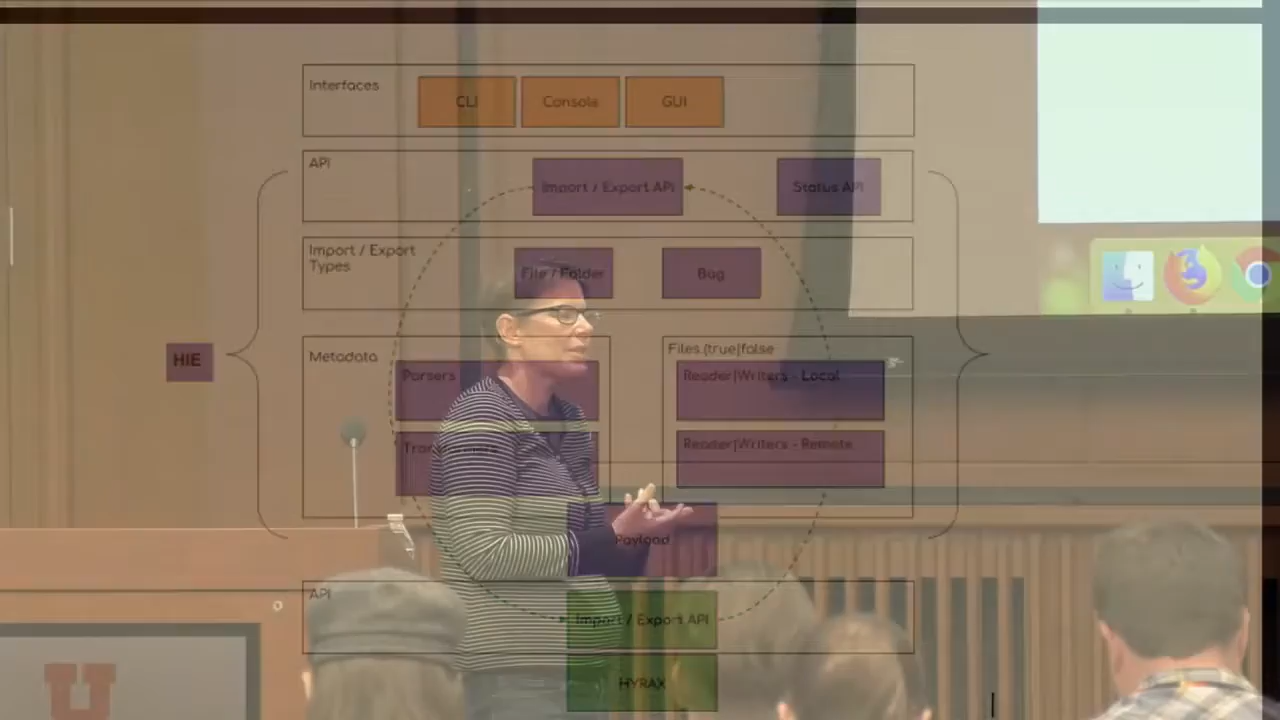 Interfaces
CLI
Console
GUI
API
Import / Export API
Status API
Import / Export
Types
File / Folder
Bag
HIE
Metadata
Parsers
Transformers
Files (true|false
Reader|Writers - Local
Reader|Writers - Remote
Payload
API
Import / Export API
HYRAX
U